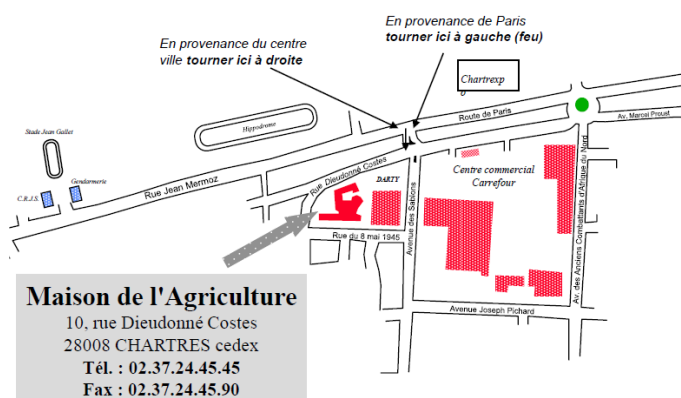 En provenance du centre
ville tourner ici à droite
En provenance de Paris
tourner ici à gauche (feu)
Chartrexp
Stade Jean Gallet
Hippodrome
Route de Paris
Av. Marcel Proust
Gendarmerie
C.R.J.S.
Rue Jean Mermoz
Rue Dieudonné Costes
DARTY
Centre commercial
Carrefour
Avenue des Sablons
Rue du 8 mai 1945
Av. des Anciens Combattants d'Afrique du Nord
Avenue Joseph Pichard
Maison de l'Agriculture
10, rue Dieudonné Costes
28008 CHARTRES cedex
Tél. : 02.37.24.45.45
Fax : 02.37.24.45.90